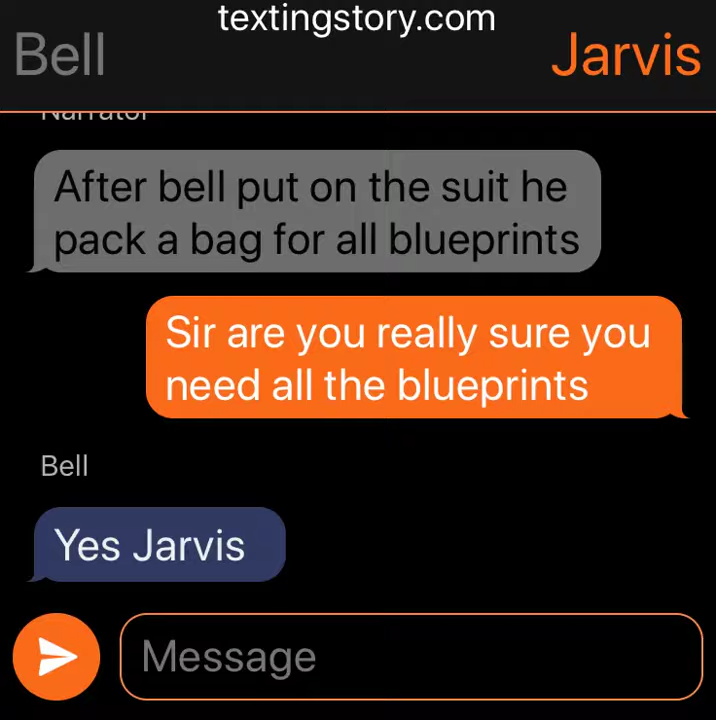 textingstory.com
Bell
Jarvis
Narrator
After bell put on the suit he
pack a bag for all blueprints
Sir are you really sure you
need all the blueprints
Bell
Yes Jarvis
Message